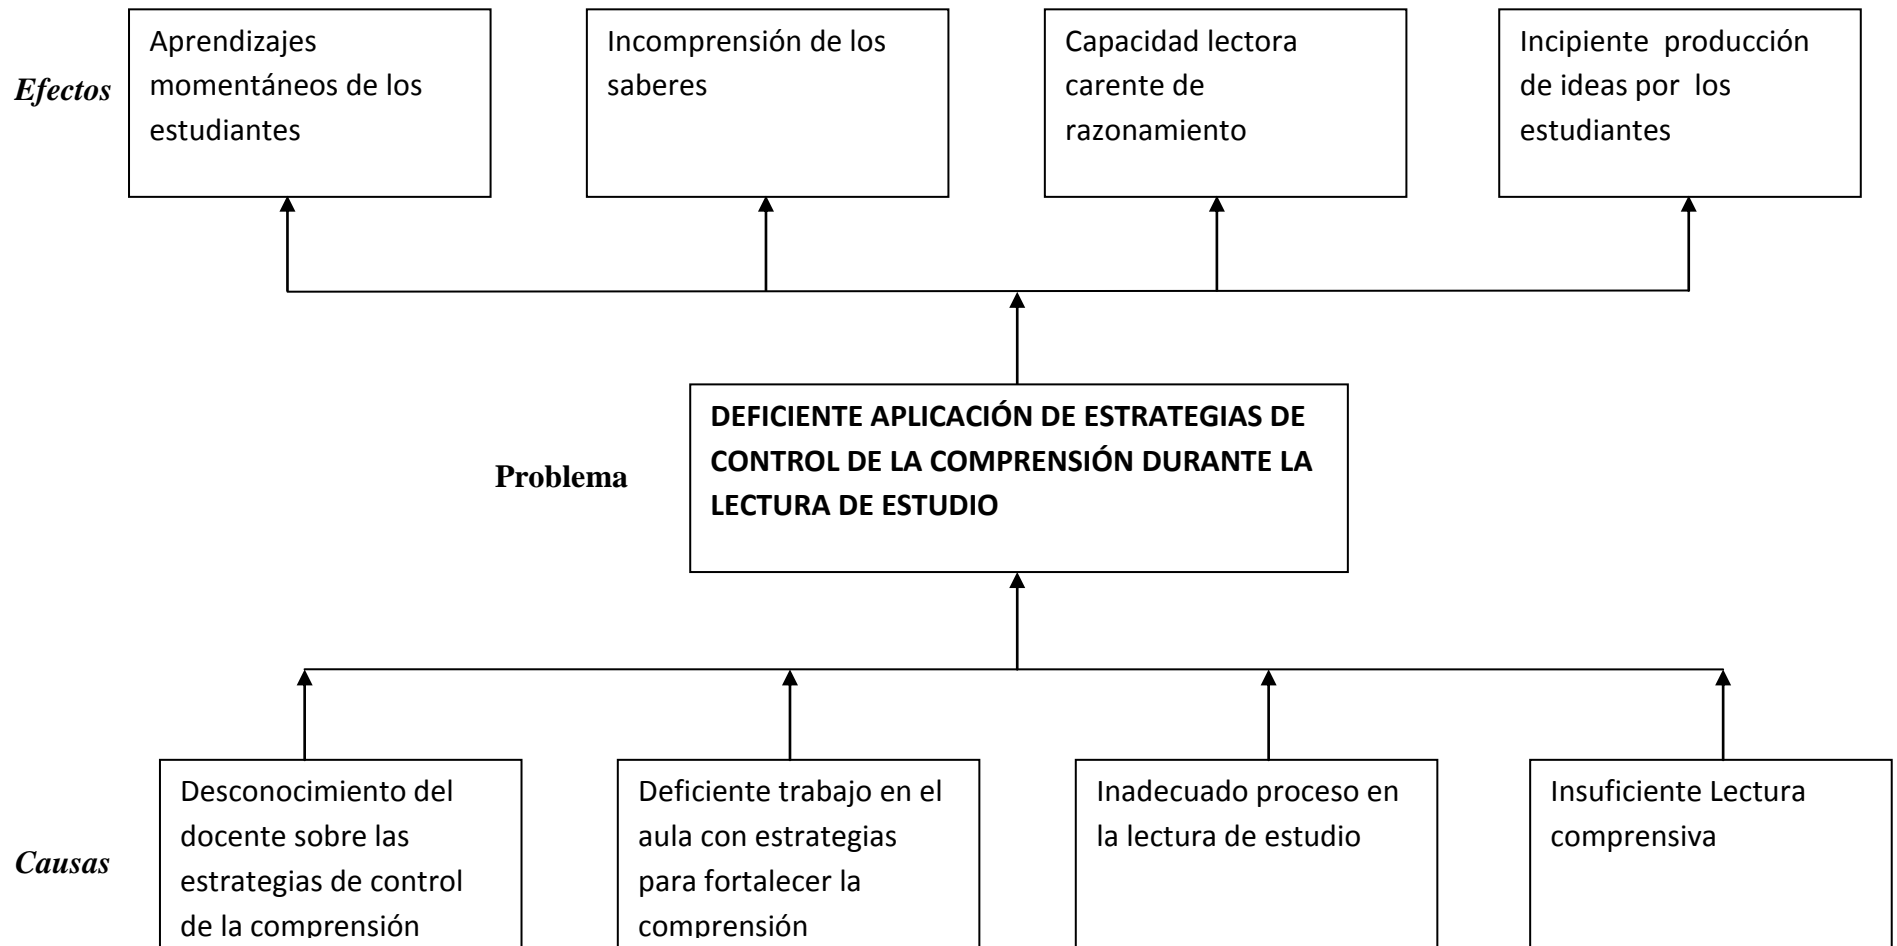 Efectos
Aprendizajes
momentáneos de los
estudiantes
Incomprensión de los
saberes
Capacidad lectora
carente de
razonamiento
Incipiente  producción
de ideas por  los
estudiantes
Problema
DEFICIENTE APLICACIÓN DE ESTRATEGIAS DE
CONTROL DE LA COMPRENSIÓN DURANTE LA
LECTURA DE ESTUDIO
Causas
Desconocimiento del
docente sobre las
estrategias de control
de la comprensión
Deficiente trabajo en el
aula con estrategias
para fortalecer la
comprensión
Inadecuado proceso en
la lectura de estudio
Insuficiente Lectura
comprensiva